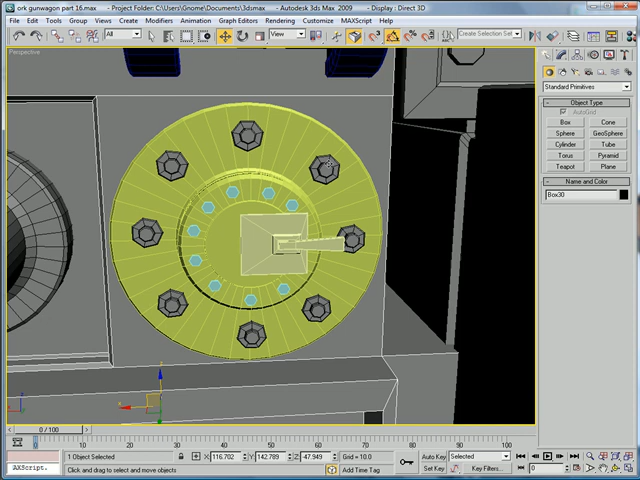 ork gunwagon part 16.max - Project Folder: C:\Users\Gnome\Documents\3dsmax - Autodesk 3ds Max 2009 - Display : Direct 3D
File Edit Tools Group Views Create Modifiers Animation Graph Editors Rendering Customize MAXScript Help
All View Create Selection Set
Perspective
Standard Primitives
- Object Type
AutoGrid
Box Cone
Sphere GeoSphere
Cylinder Tube
Torus Pyramid
Teapot Plane
- Name and Color
Box30
0 / 100
0 10 20 30 40 50 60 70 80 90 100
1 Object Selected X: 116.702 Y: 142.789 Z: -47.949 Grid = 10.0 Auto Key Selected
AXScript. Click and drag to select and move objects Add Time Tag Set Key Key Filters... 0